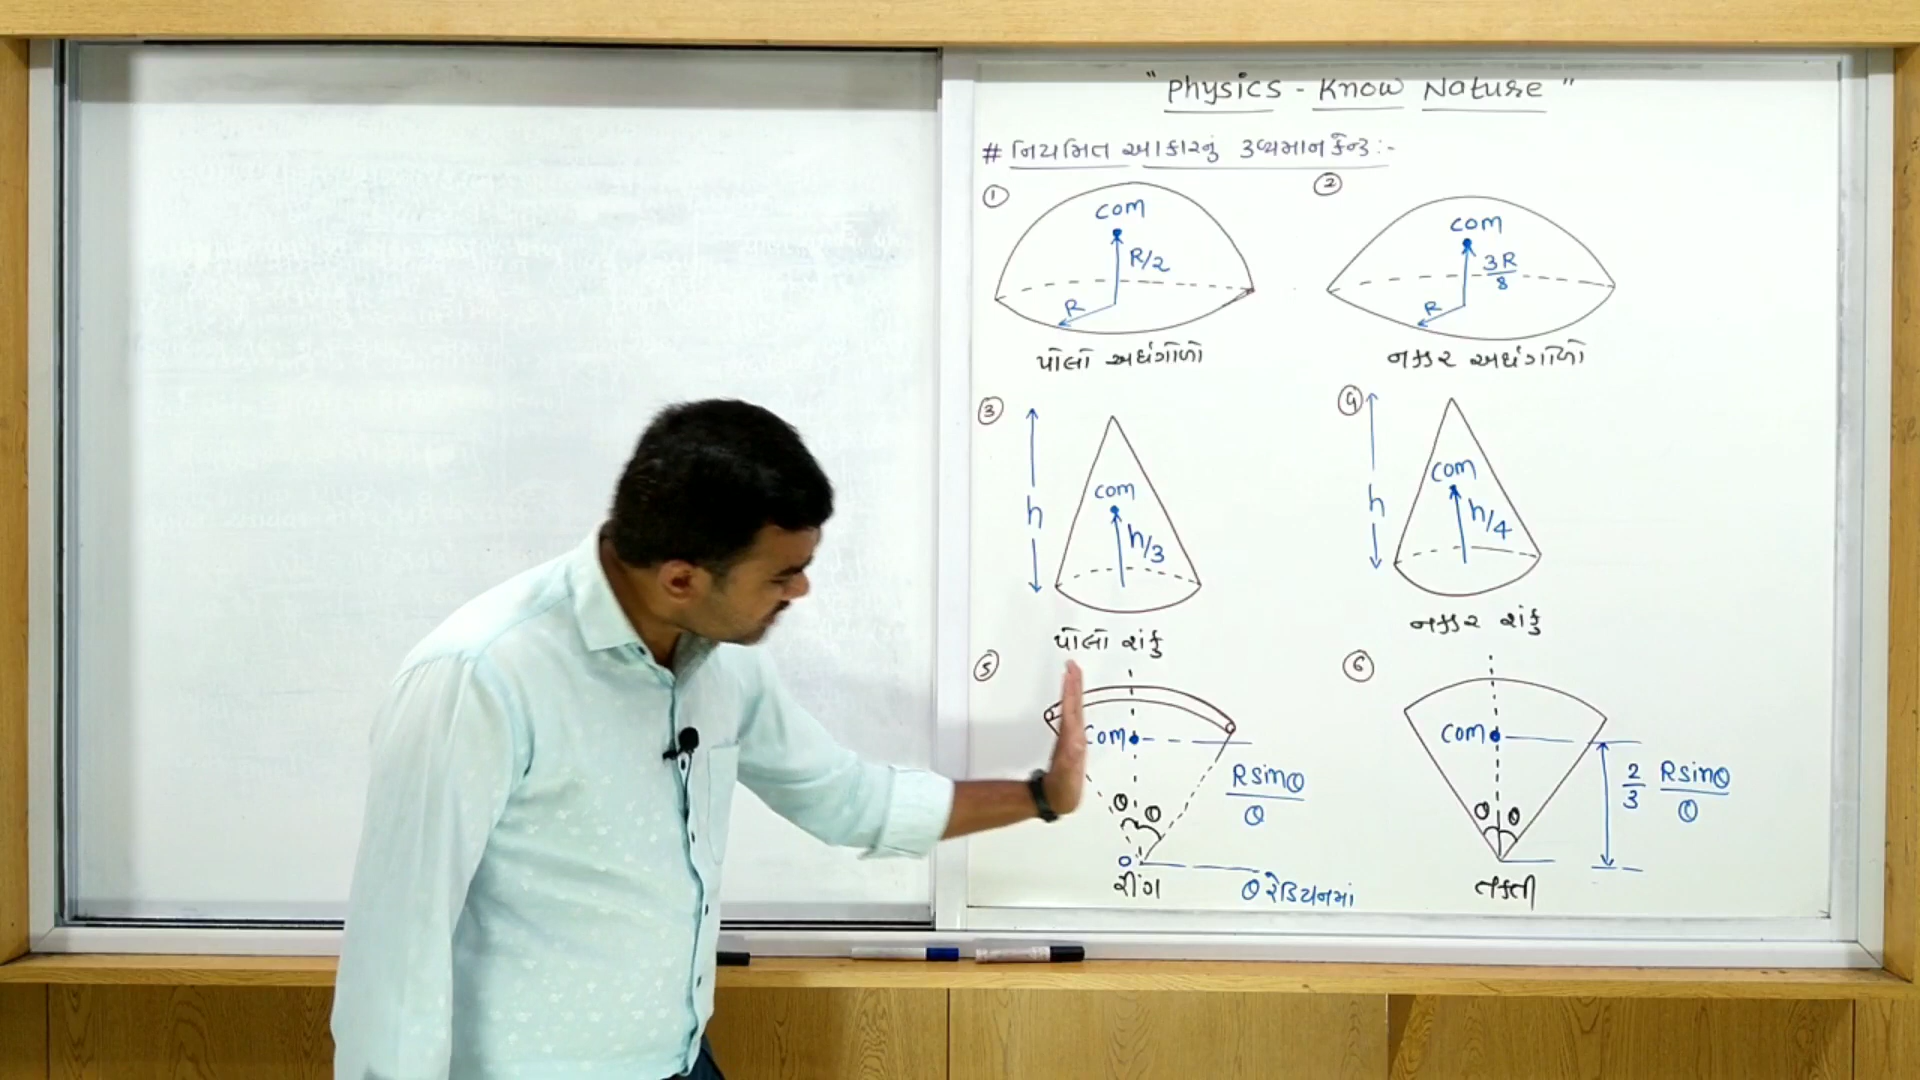 "Physics - Know Nature"
# નિયમિત આકારનું દ્રવ્યમાન કેન્દ્ર :-
①
com
R/2
R
પોલો અર્ધગોળો
②
com
3R/8
R
નક્કર અર્ધગોળો
③
h
com
h/3
પોલો શંકુ
④
h
com
h/4
નક્કર શંકુ
⑤
com
θ θ
Rsinθ/θ
O
રીંગ
θ રેડિયનમાં
⑥
com
θ θ
2/3 Rsinθ/θ
તક્તી